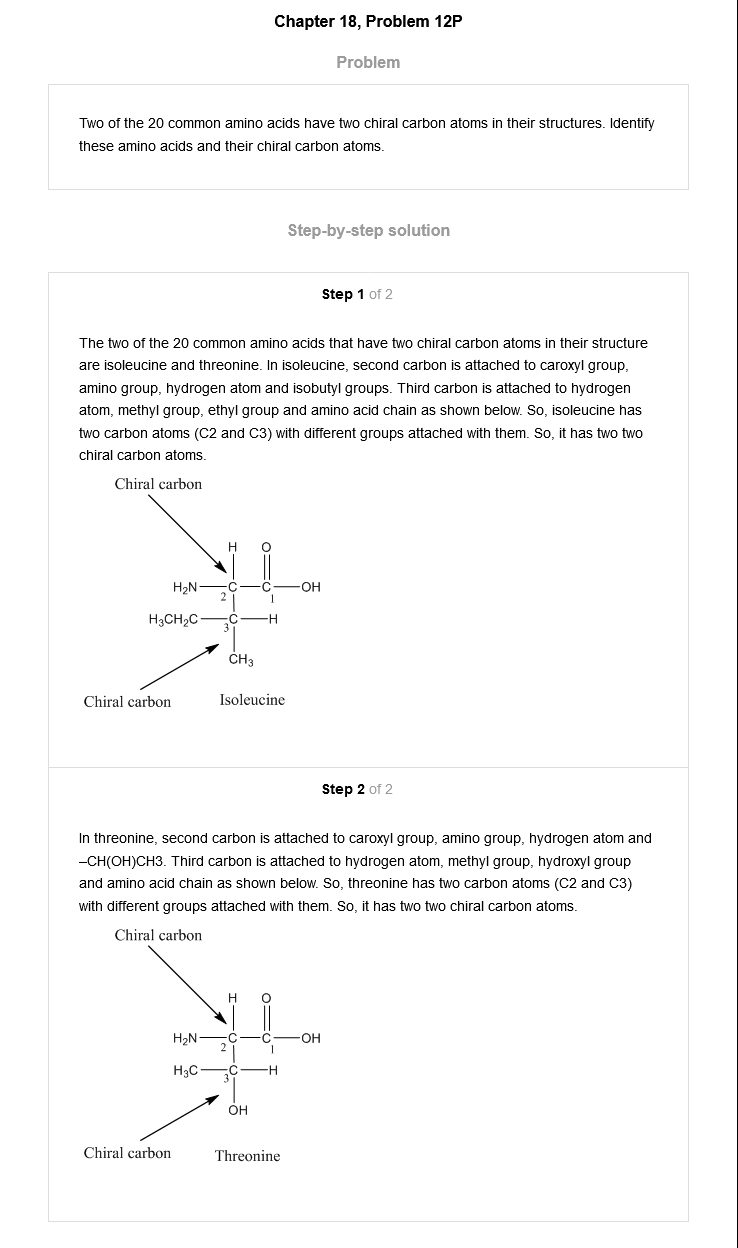 Chapter 18, Problem 12P
Problem
Two of the 20 common amino acids have two chiral carbon atoms in their structures. Identify
these amino acids and their chiral carbon atoms.
Step-by-step solution
Step 1 of 2
The two of the 20 common amino acids that have two chiral carbon atoms in their structure
are isoleucine and threonine. In isoleucine, second carbon is attached to caroxyl group,
amino group, hydrogen atom and isobutyl groups. Third carbon is attached to hydrogen
atom, methyl group, ethyl group and amino acid chain as shown below. So, isoleucine has
two carbon atoms (C2 and C3) with different groups attached with them. So, it has two two
chiral carbon atoms.
Chiral carbon
H O
H₂N C C OH
2 1
H₃CH₂C C H
3
CH₃
Chiral carbon Isoleucine
Step 2 of 2
In threonine, second carbon is attached to caroxyl group, amino group, hydrogen atom and
–CH(OH)CH3. Third carbon is attached to hydrogen atom, methyl group, hydroxyl group
and amino acid chain as shown below. So, threonine has two carbon atoms (C2 and C3)
with different groups attached with them. So, it has two two chiral carbon atoms.
Chiral carbon
H O
H₂N C C OH
2 1
H₃C C H
3
OH
Chiral carbon Threonine